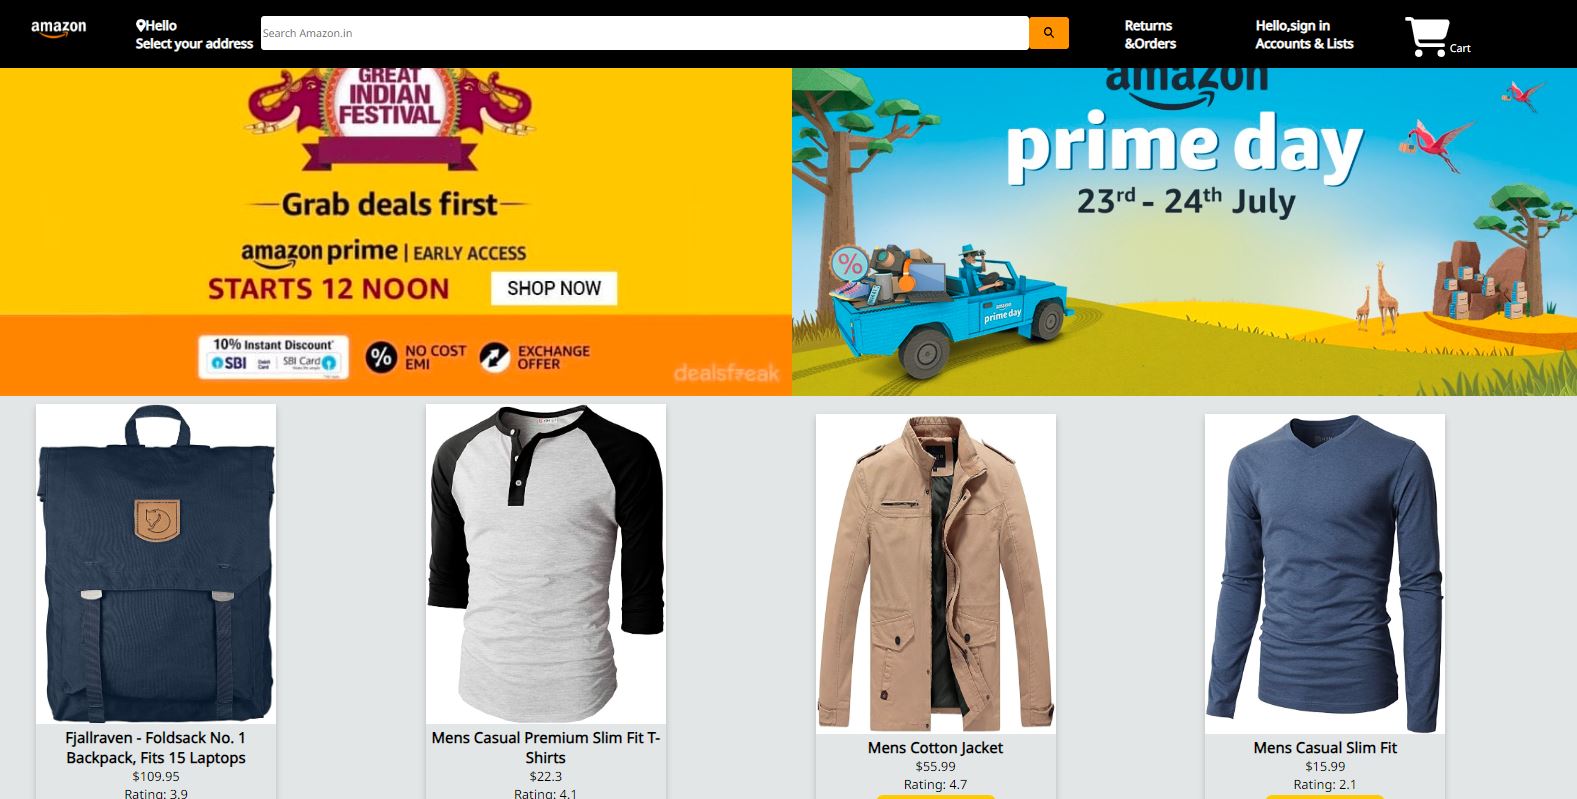 amazon
Hello
Select your address
Search Amazon.in
Returns
&Orders
Hello,sign in
Accounts & Lists
Cart
GREAT
INDIAN
FESTIVAL
Grab deals first
amazon prime | EARLY ACCESS
STARTS 12 NOON
SHOP NOW
10% Instant Discount*
SBI Debit Card | SBI Card
NO COST
EMI
EXCHANGE
OFFER
dealsfreak
amazon
prime day
23rd - 24th July
%
amazon
prime day
Fjallraven - Foldsack No. 1
Backpack, Fits 15 Laptops
$109.95
Rating: 3.9
Mens Casual Premium Slim Fit T-
Shirts
$22.3
Rating: 4.1
Mens Cotton Jacket
$55.99
Rating: 4.7
Mens Casual Slim Fit
$15.99
Rating: 2.1